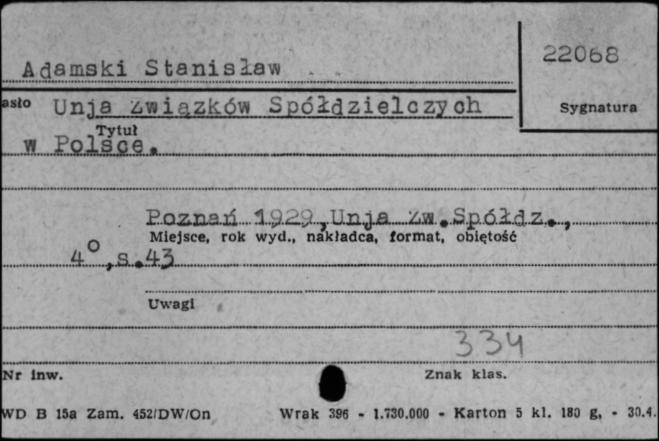 22068
Adamski Stanisław
asło Unja Związków Spółdzielczych
Sygnatura
Tytuł
w Polsce.
Poznań 1929,Unja Zw.Spółdz.,
Miejsce, rok wyd., nakładca, format, obiętość
4°,s.43
Uwagi
334
Nr inw. Znak klas.
WD B 15a Zam. 452/DW/On Wrak 396 - 1.730.000 - Karton 5 kl. 180 g. - 30.4.